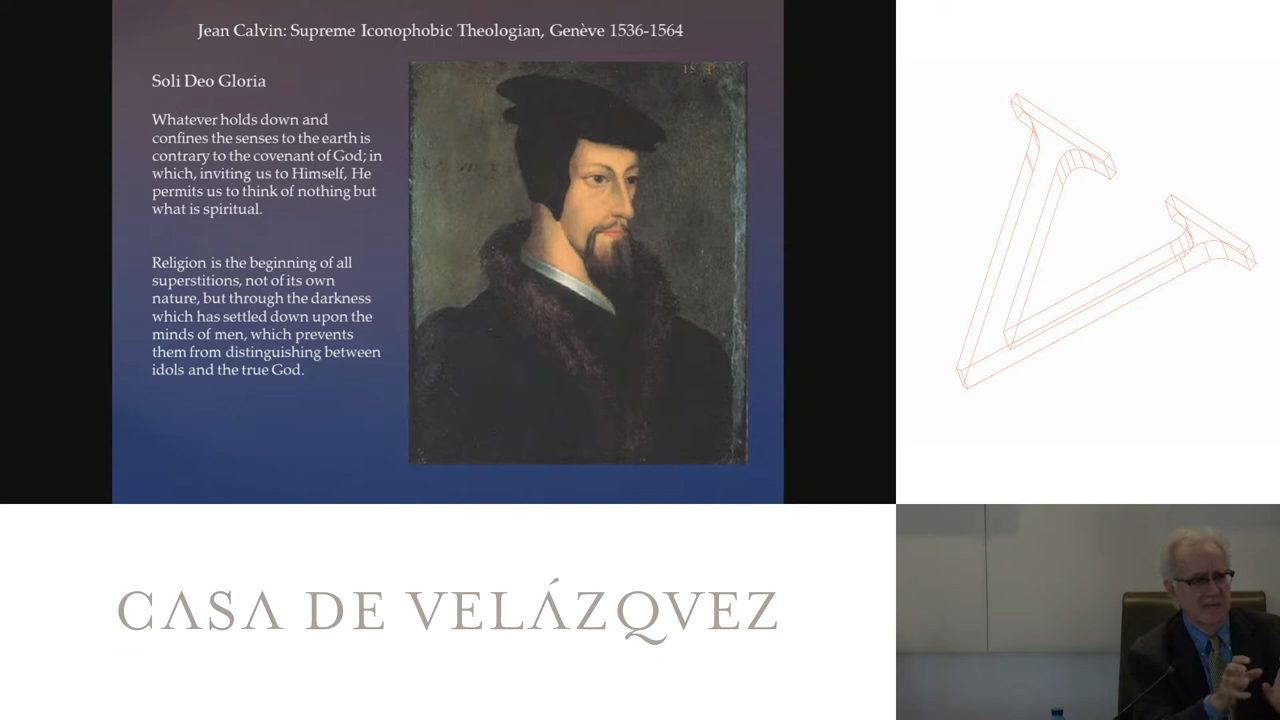 Jean Calvin: Supreme Iconophobic Theologian, Genève 1536-1564
Soli Deo Gloria
Whatever holds down and
confines the senses to the earth is
contrary to the covenant of God; in
which, inviting us to Himself, He
permits us to think of nothing but
what is spiritual.
Religion is the beginning of all
superstitions, not of its own
nature, but through the darkness
which has settled down upon the
minds of men, which prevents
them from distinguishing between
idols and the true God.
CASA DE VELÁZQVEZ